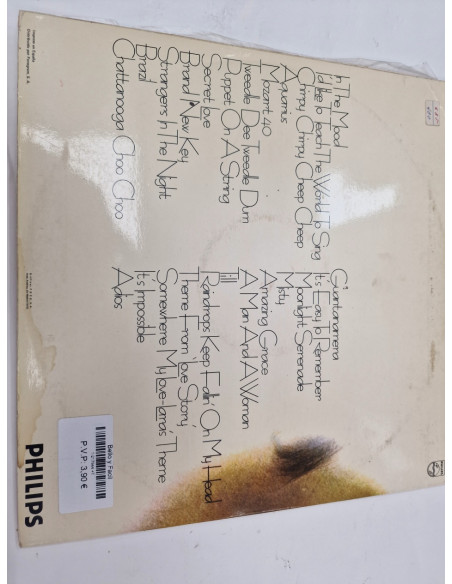 In The Mood
I'd like To Teach The World To Sing
Chirpy Chirpy Cheep Cheep
Aquarius
Mozart 40
Tweedle Dee Tweedle Dum
Puppet On A String
Secret Love
Brand New Key
Strangers In The Night
Brazil
Chattanooga Choo Choo
Guantanamera
It's Easy To Remember
Moonlight Serenade
Misty
Amazing Grace
A Man And A Woman
Till
Raindrops Keep Fallin' On My Head
Theme From 'Love Story'
Somewhere My Love-Lara's Theme
It's Impossible
Adios
PHILIPS
Bello y Fácil
P.V.P: 3,90 €